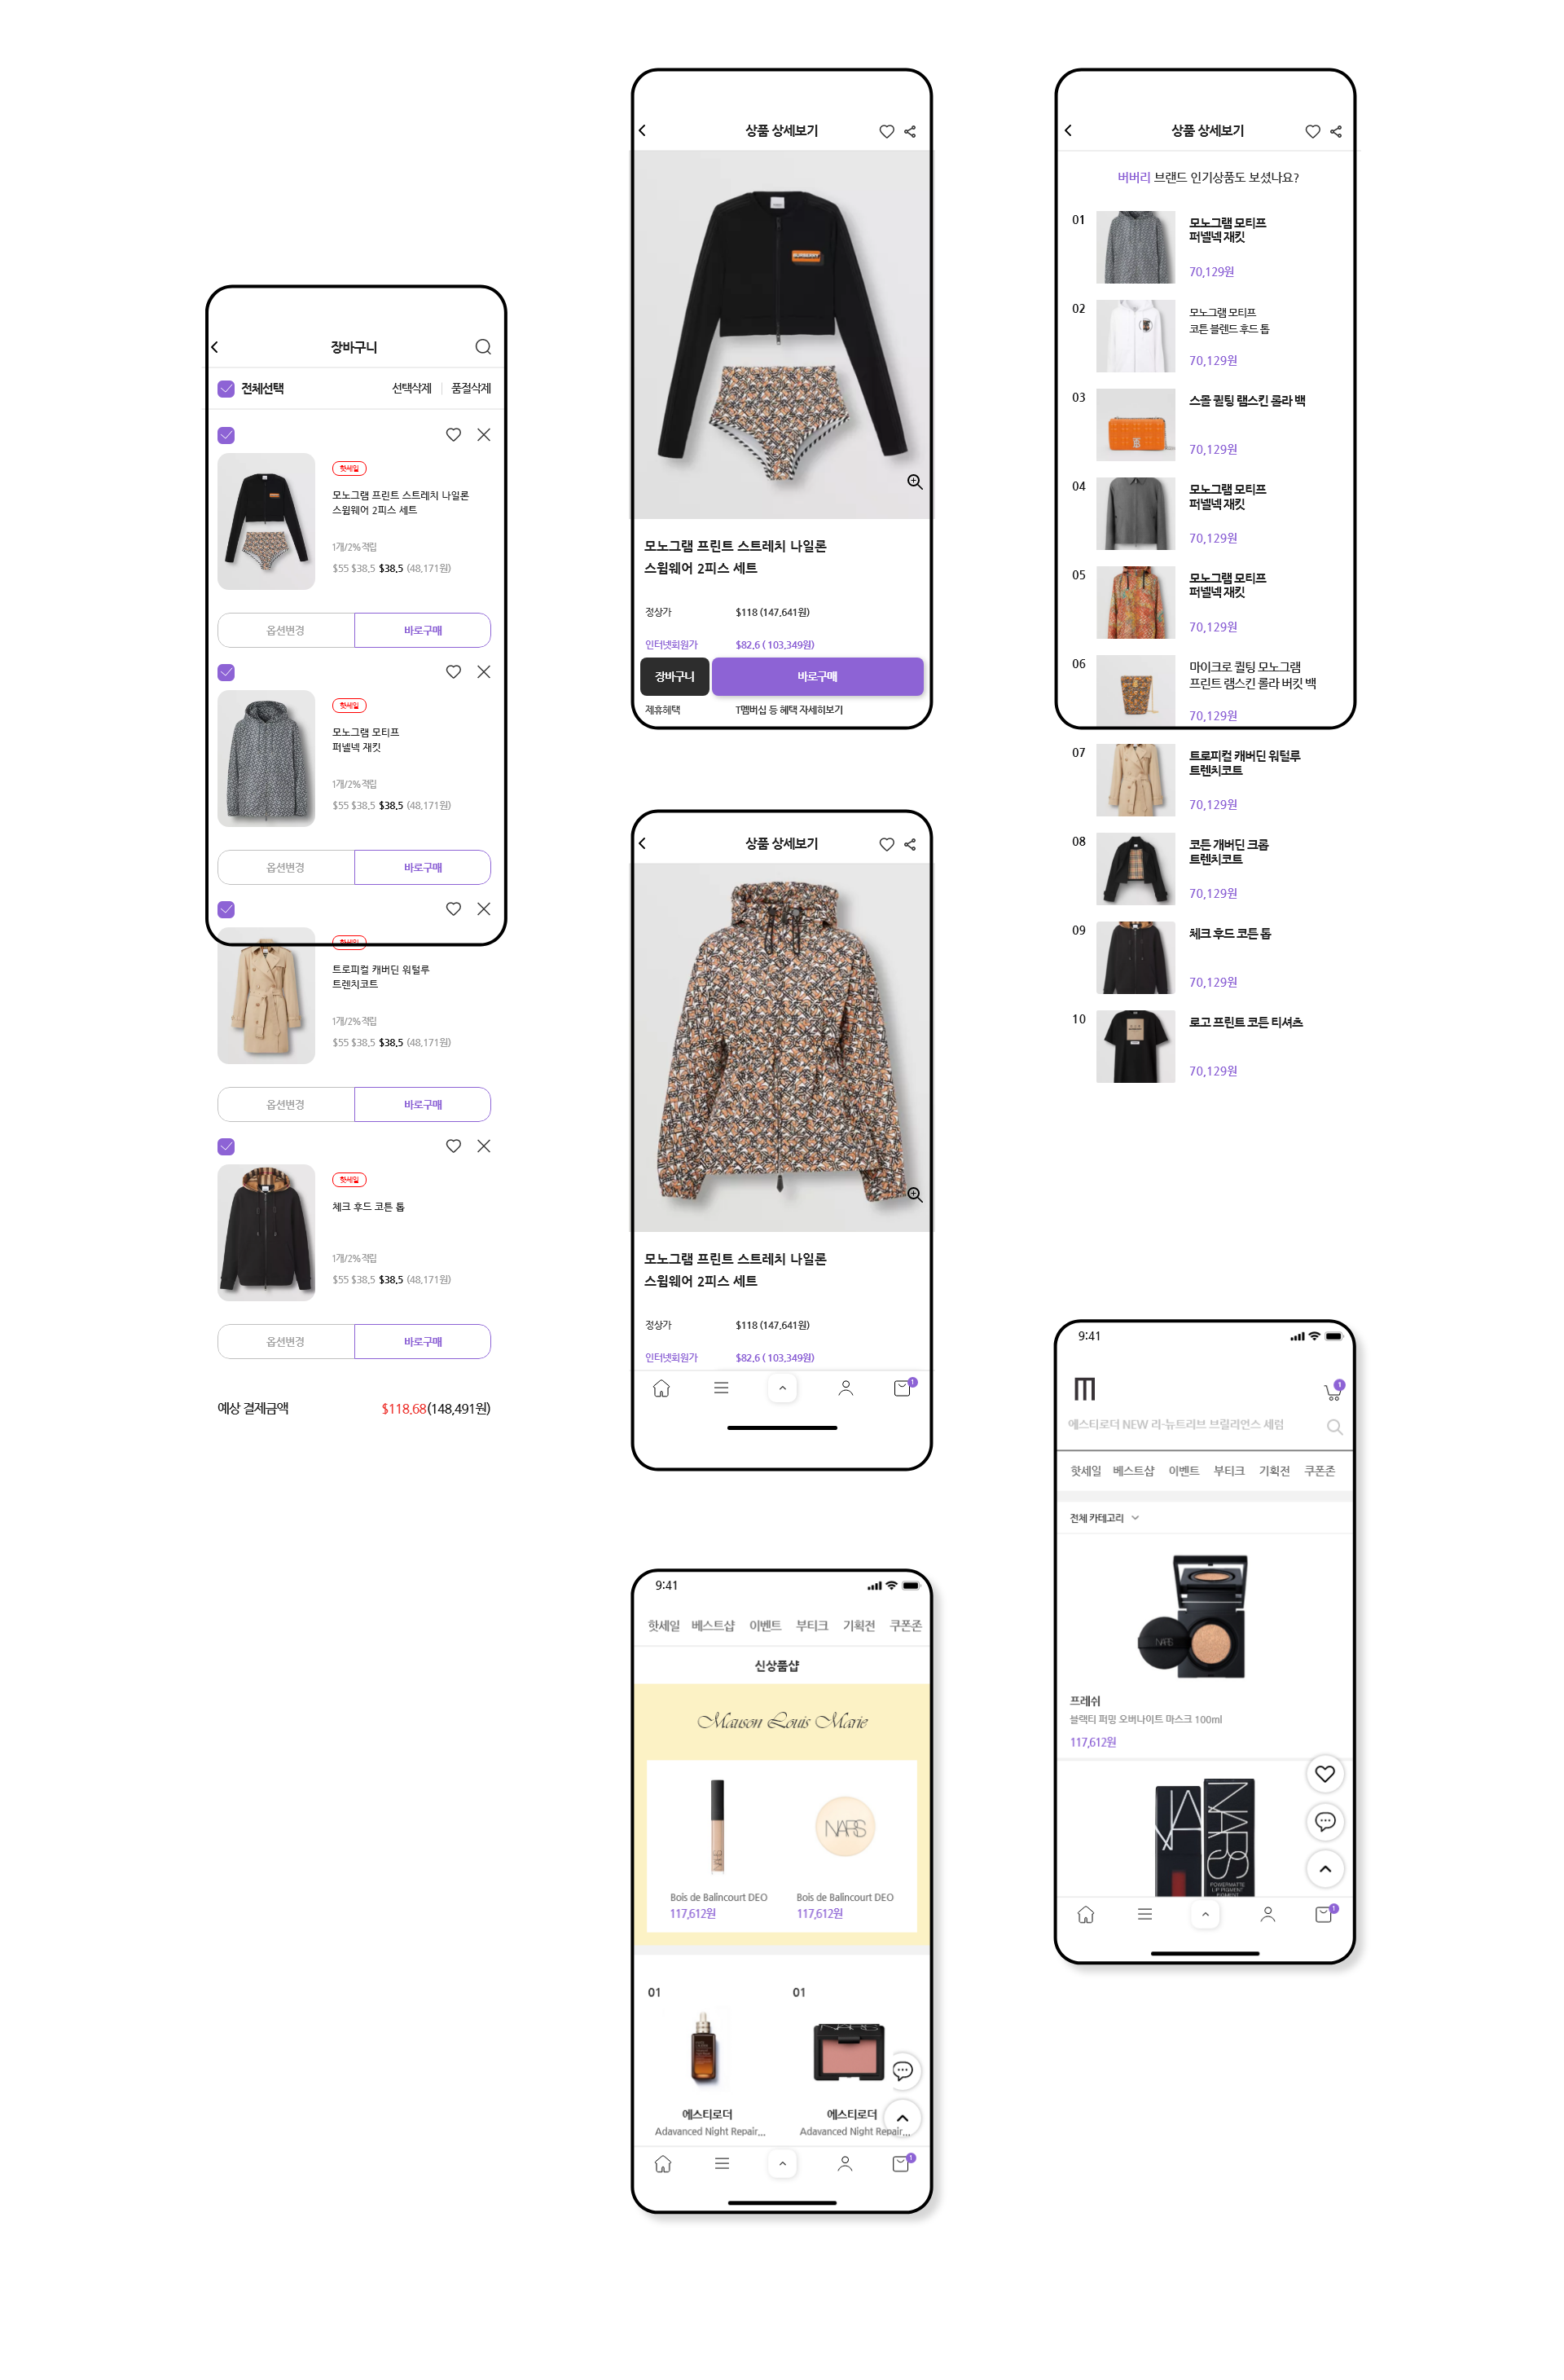 장바구니
전체선택
선택삭제 품절삭제
핫세일
모노그램 프린트 스트레치 나일론
스윔웨어 2피스 세트
1개/2%적립
$55 $38,5 $38,5 (48,171원)
옵션변경 바로구매
핫세일
모노그램 모티프
퍼넬넥 재킷
1개/2%적립
$55 $38,5 $38,5 (48,171원)
옵션변경 바로구매
핫세일
트로피컬 캐버딘 워털루
트렌치코트
1개/2%적립
$55 $38,5 $38,5 (48,171원)
옵션변경 바로구매
핫세일
체크 후드 코튼 톱
1개/2%적립
$55 $38,5 $38,5 (48,171원)
옵션변경 바로구매
예상 결제금액 $118,68(148,491원)
상품 상세보기
BURBERRY
모노그램 프린트 스트레치 나일론
스윔웨어 2피스 세트
정상가 $118 (147,641원)
인터넷회원가 $82,6 ( 103,349원)
장바구니 바로구매
제휴혜택 T멤버십 등 혜택 자세히보기
상품 상세보기
모노그램 프린트 스트레치 나일론
스윔웨어 2피스 세트
정상가 $118 (147,641원)
인터넷회원가 $82,6 ( 103,349원)
1
9:41
핫세일 베스트샵 이벤트 부티크 기획전 쿠폰존
신상품샵
Mauson Louis Marie
NARS
NARS
Bois de Balincourt DEO
117,612원
Bois de Balincourt DEO
117,612원
01
01
에스티로더
Adavanced Night Repair...
에스티로더
Adavanced Night Repair...
1
상품 상세보기
버버리 브랜드 인기상품도 보셨나요?
01
모노그램 모티프
퍼넬넥 재킷
70,129원
02
모노그램 모티프
코튼 블렌드 후드 톱
70,129원
03
스몰 퀼팅 램스킨 롤라 백
70,129원
04
모노그램 모티프
퍼넬넥 재킷
70,129원
05
모노그램 모티프
퍼넬넥 재킷
70,129원
06
마이크로 퀼팅 모노그램
프린트 램스킨 롤라 버킷 백
70,129원
07
트로피컬 캐버딘 워털루
트렌치코트
70,129원
08
코튼 개버딘 크롭
트렌치코트
70,129원
09
체크 후드 코튼 톱
70,129원
10
로고 프린트 코튼 티셔츠
70,129원
9:41
m
1
에스티로더 NEW 리-뉴트리브 브릴리언스 세럼
핫세일 베스트샵 이벤트 부티크 기획전 쿠폰존
전체 카테고리
NARS
프레쉬
블랙티 퍼밍 오버나이트 마스크 100ml
117,612원
NARS
NARS
POWERMATTE
LIP PIGMENT
1